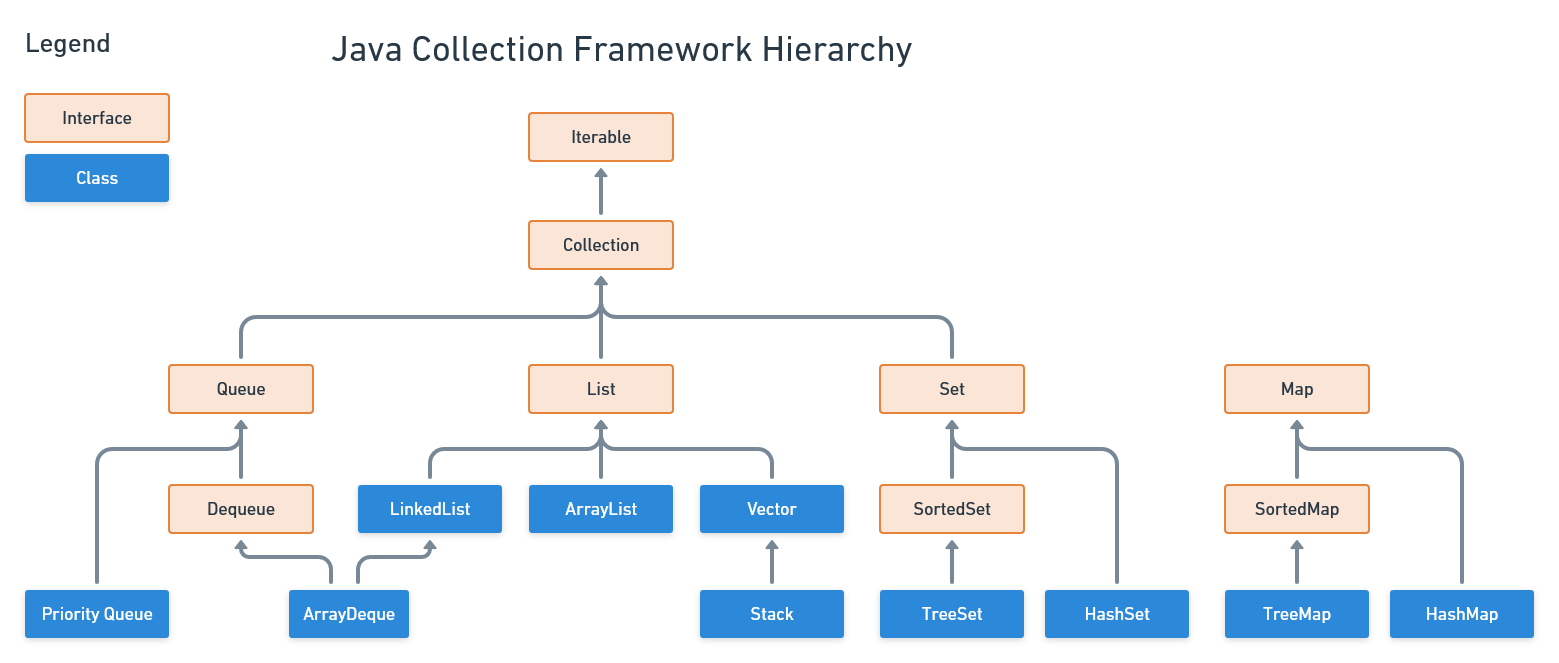 Legend
Java Collection Framework Hierarchy
Interface
Class
Iterable
Collection
Queue
List
Set
Map
Dequeue
LinkedList
ArrayList
Vector
SortedSet
SortedMap
Priority Queue
ArrayDeque
Stack
TreeSet
HashSet
TreeMap
HashMap